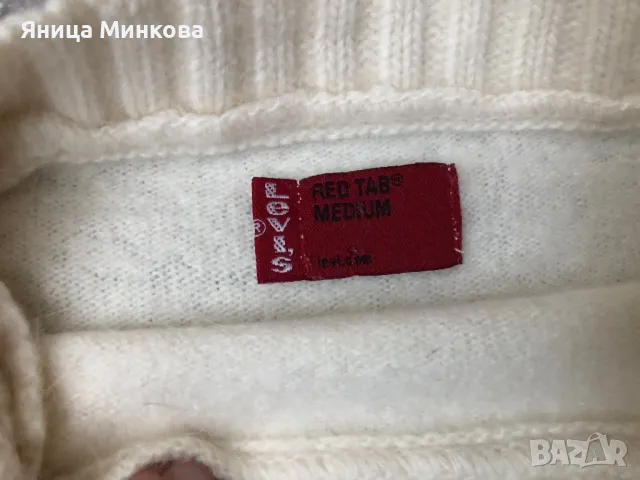 Яница Минкова
LEVI'S
®
RED TAB®
MEDIUM
BAZAR